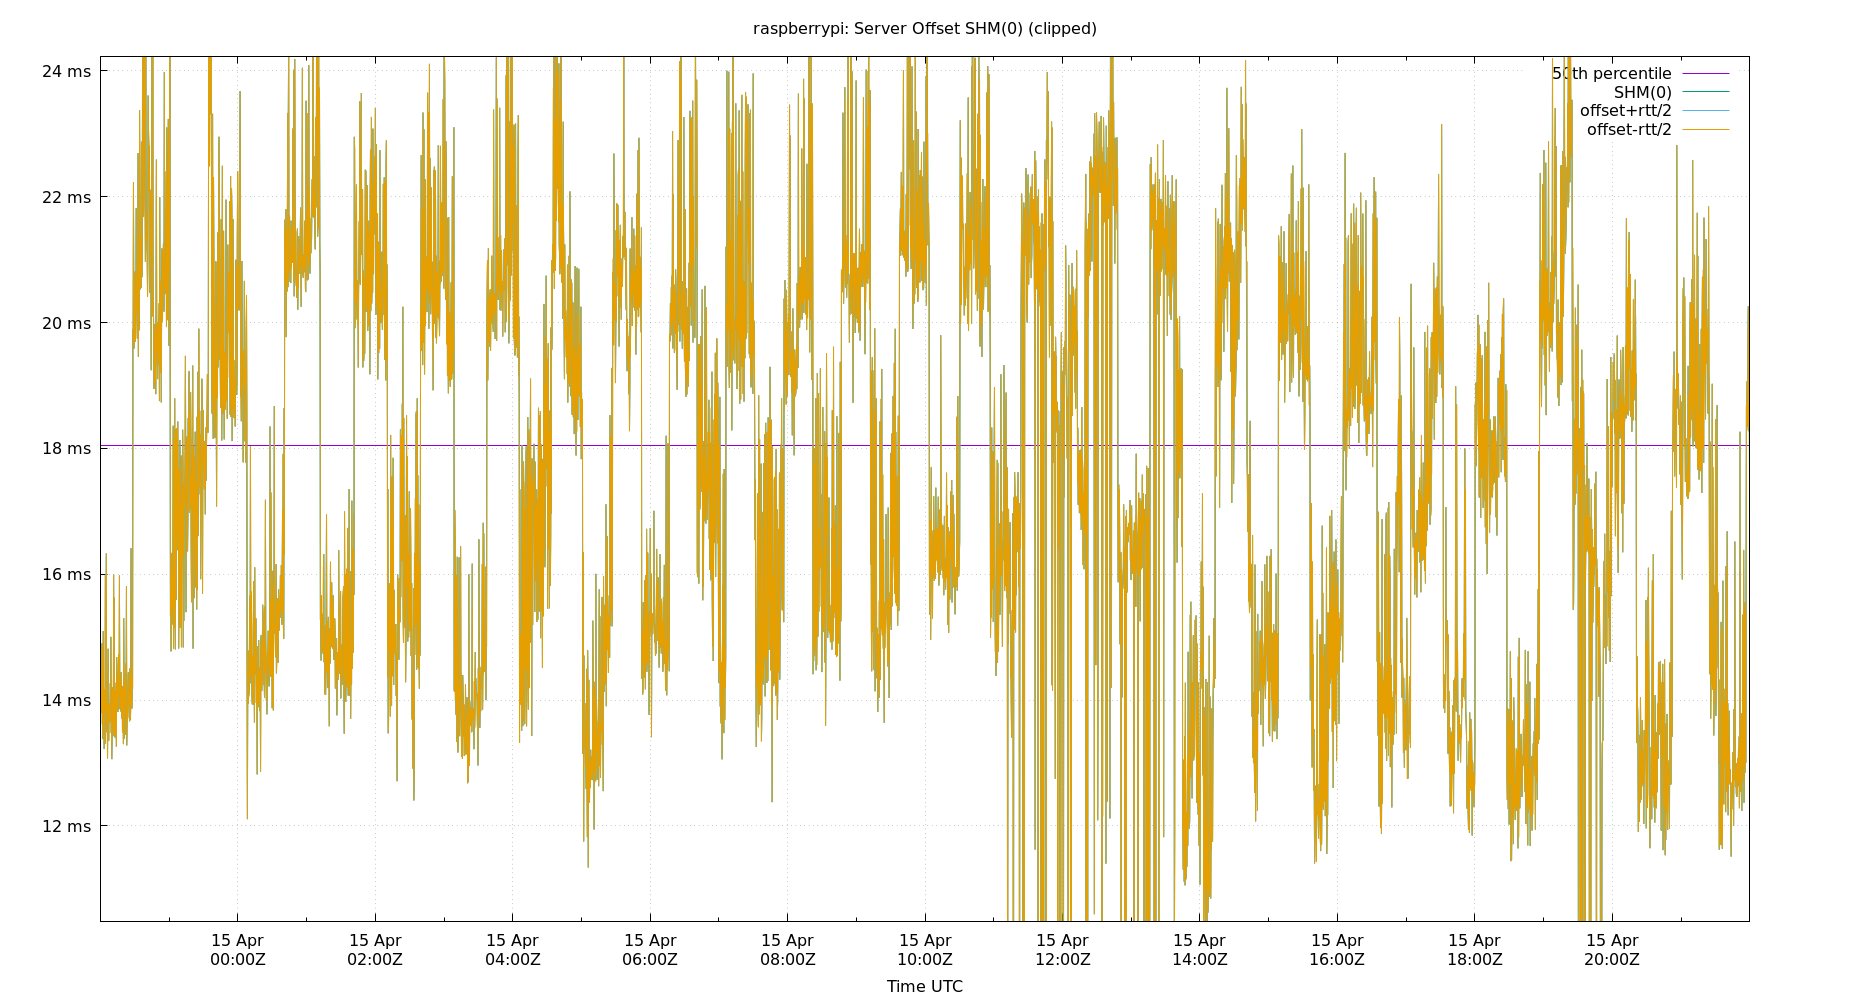 raspberrypi: Server Offset SHM(0) (clipped)
24 ms
22 ms
20 ms
18 ms
16 ms
14 ms
12 ms
50th percentile
SHM(0)
offset+rtt/2
offset-rtt/2
15 Apr 15 Apr 15 Apr 15 Apr 15 Apr 15 Apr 15 Apr 15 Apr 15 Apr 15 Apr 15 Apr
00:00Z 02:00Z 04:00Z 06:00Z 08:00Z 10:00Z 12:00Z 14:00Z 16:00Z 18:00Z 20:00Z
Time UTC